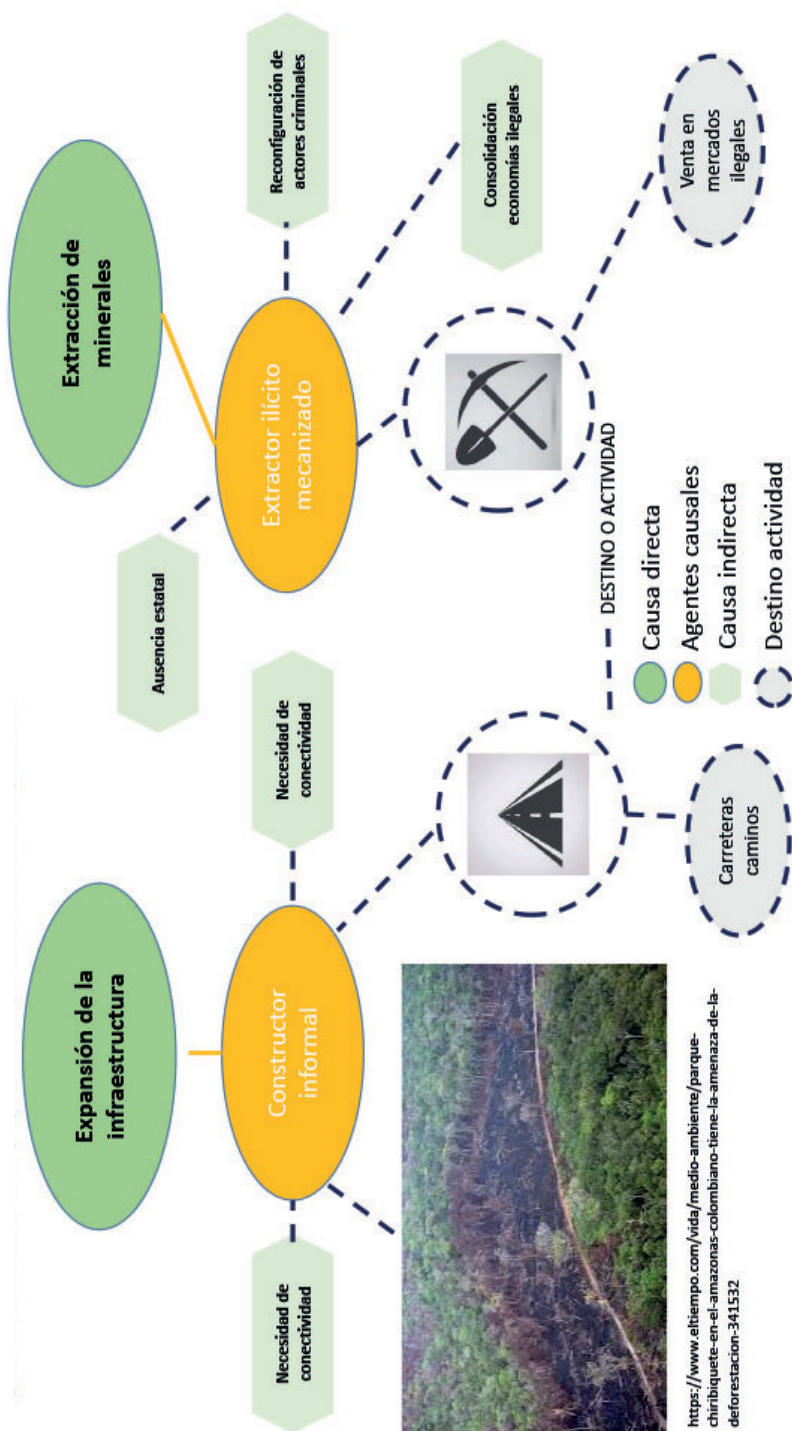 Expansión de la
infraestructura
Extracción de
minerales
Ausencia estatal
Necesidad de
conectividad
Constructor
informal
Necesidad de
conectividad
Extractor ilícito
mecanizado
Reconfiguración de
actores criminales
Consolidación
economías ilegales
Carreteras
caminos
Venta en
mercados
ilegales
DESTINO O ACTIVIDAD
Causa directa
Agentes causales
Causa indirecta
Destino actividad
https://www.eltiempo.com/vida/medio-ambiente/parque-
chiribiquete-en-el-amazonas-colombiano-tiene-la-amenaza-de-la-
deforestacion-341532